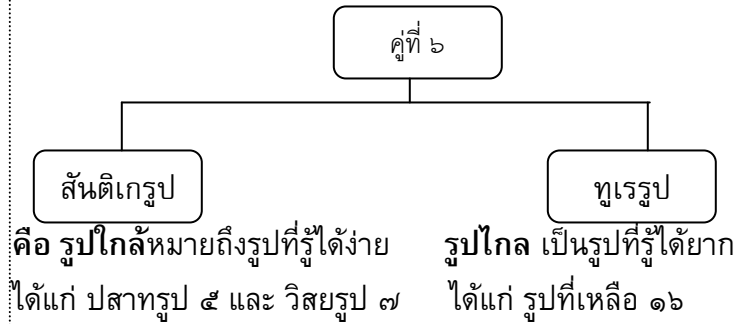 คู่ที่ ๖
สันติเกรูป
ทูเรรูป
คือ รูปใกล้หมายถึงรูปที่รู้ได้ง่าย
ได้แก่ ปสาทรูป ๕ และ วิสยรูป ๗
รูปไกล เป็นรูปที่รู้ได้ยาก
ได้แก่ รูปที่เหลือ ๑๖